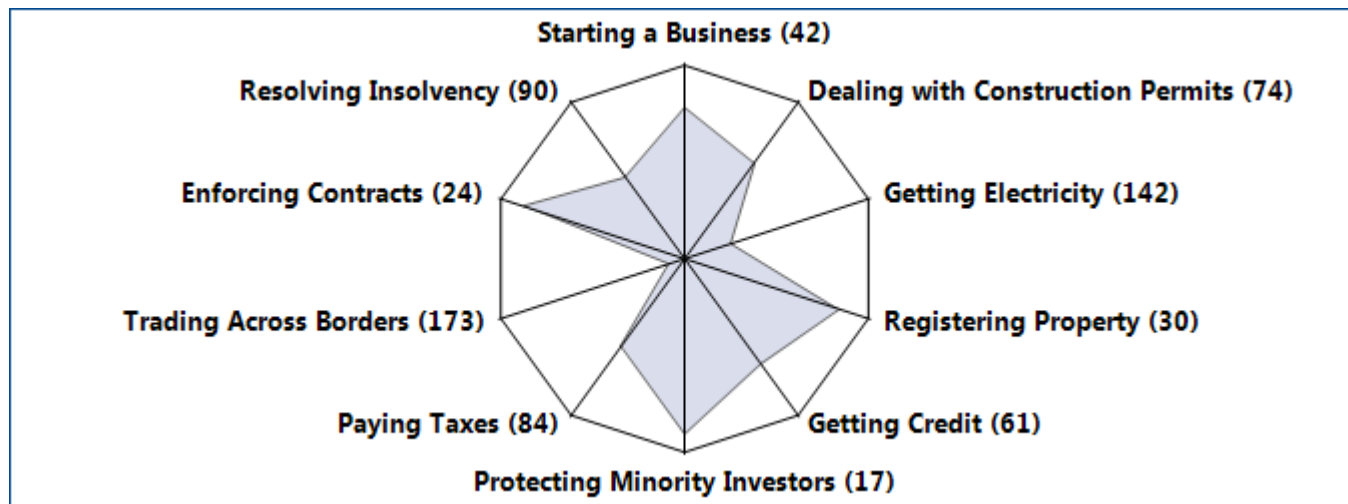 Starting a Business (42)
Resolving Insolvency (90)
Dealing with Construction Permits (74)
Enforcing Contracts (24)
Getting Electricity (142)
Trading Across Borders (173)
Registering Property (30)
Paying Taxes (84)
Getting Credit (61)
Protecting Minority Investors (17)